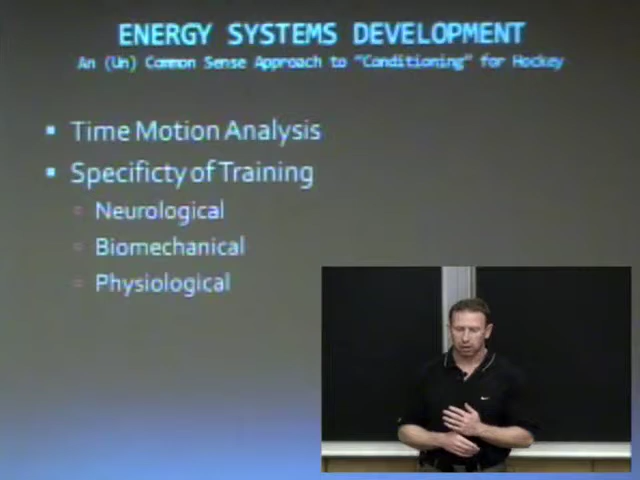 ENERGY SYSTEMS DEVELOPMENT
An (Un) Common Sense Approach to "Conditioning" for Hockey
Time Motion Analysis
Specificty of Training
Neurological
Biomechanical
Physiological